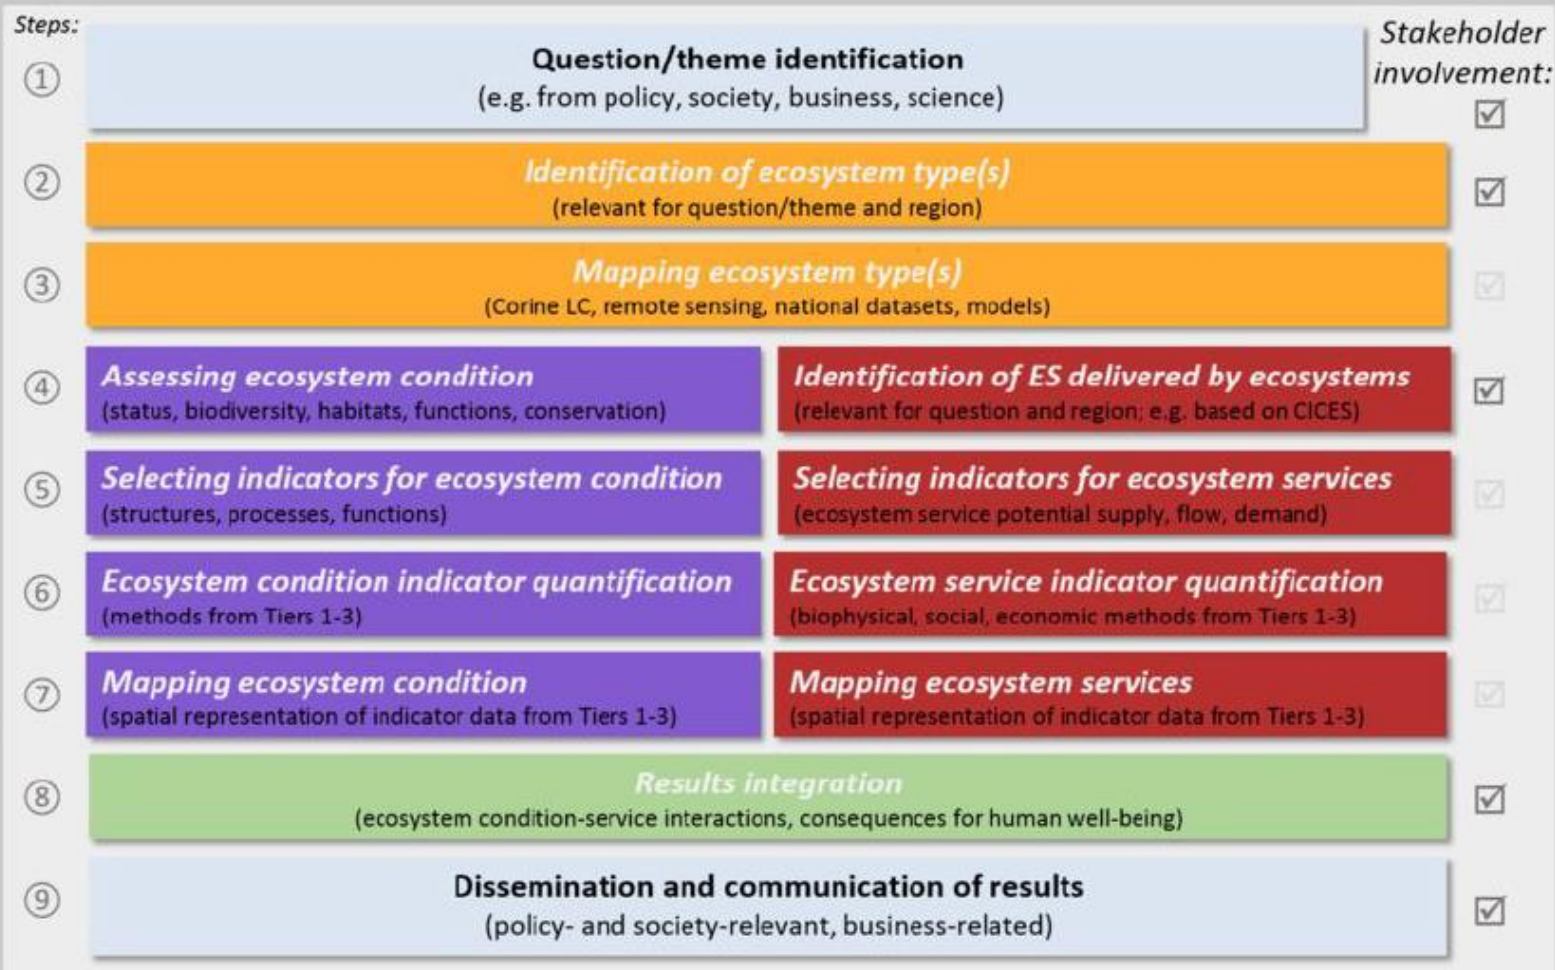 Steps:
Stakeholder
involvement:
①
Question/theme identification
(e.g. from policy, society, business, science)
②
Identification of ecosystem type(s)
(relevant for question/theme and region)
③
Mapping ecosystem type(s)
(Corine LC, remote sensing, national datasets, models)
④
Assessing ecosystem condition
(status, biodiversity, habitats, functions, conservation)
Identification of ES delivered by ecosystems
(relevant for question and region; e.g. based on CICES)
⑤
Selecting indicators for ecosystem condition
(structures, processes, functions)
Selecting indicators for ecosystem services
(ecosystem service potential supply, flow, demand)
⑥
Ecosystem condition indicator quantification
(methods from Tiers 1-3)
Ecosystem service indicator quantification
(biophysical, social, economic methods from Tiers 1-3)
⑦
Mapping ecosystem condition
(spatial representation of indicator data from Tiers 1-3)
Mapping ecosystem services
(spatial representation of indicator data from Tiers 1-3)
⑧
Results integration
(ecosystem condition-service interactions, consequences for human well-being)
⑨
Dissemination and communication of results
(policy- and society-relevant, business-related)